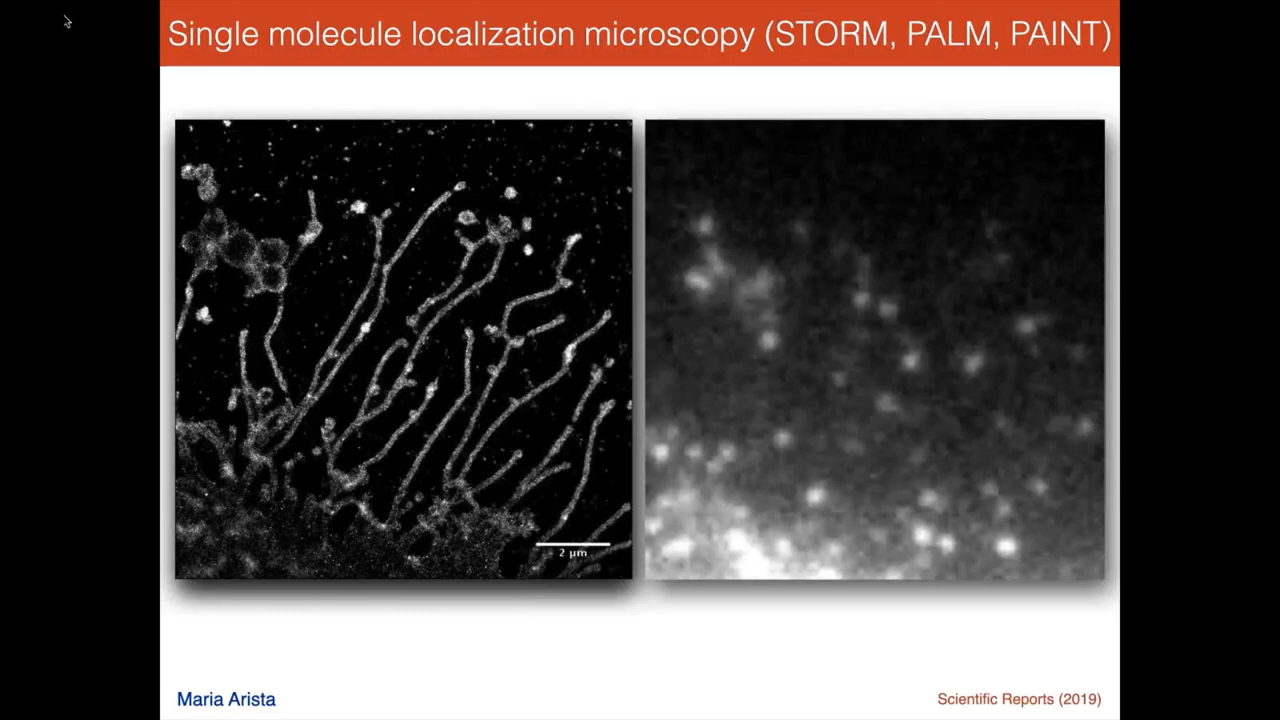 Single molecule localization microscopy (STORM, PALM, PAINT)
2 μm
Maria Arista
Scientific Reports (2019)